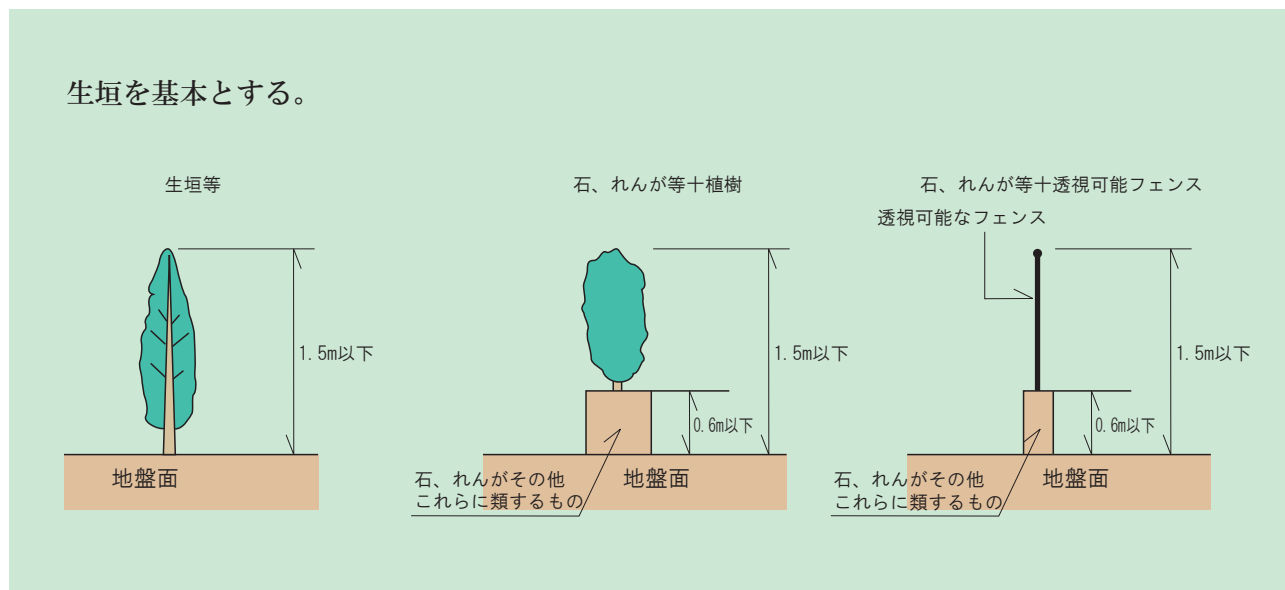 生垣を基本とする。
生垣等
1.5m以下
地盤面
石、れんが等十植樹
1.5m以下
0.6m以下
地盤面
石、れんがその他
これらに類するもの
石、れんが等十透視可能フェンス
透視可能なフェンス
1.5m以下
0.6m以下
地盤面
石、れんがその他
これらに類するもの